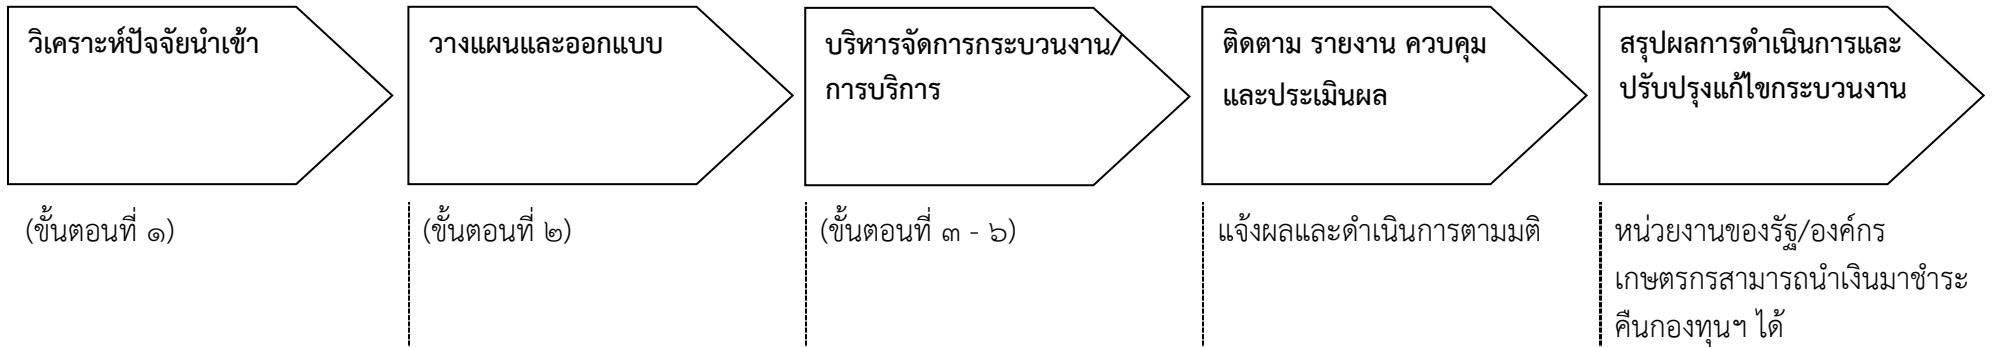 วิเคราะห์ปัจจัยนำเข้า
วางแผนและออกแบบ
บริหารจัดการกระบวนงาน/
การบริการ
ติดตาม รายงาน ควบคุม
และประเมินผล
สรุปผลการดำเนินการและ
ปรับปรุงแก้ไขกระบวนงาน
(ขั้นตอนที่ ๑)
(ขั้นตอนที่ ๒)
(ขั้นตอนที่ ๓ - ๖)
แจ้งผลและดำเนินการตามมติ
หน่วยงานของรัฐ/องค์กร
เกษตรกรสามารถนำเงินมาชำระ
คืนกองทุนฯ ได้